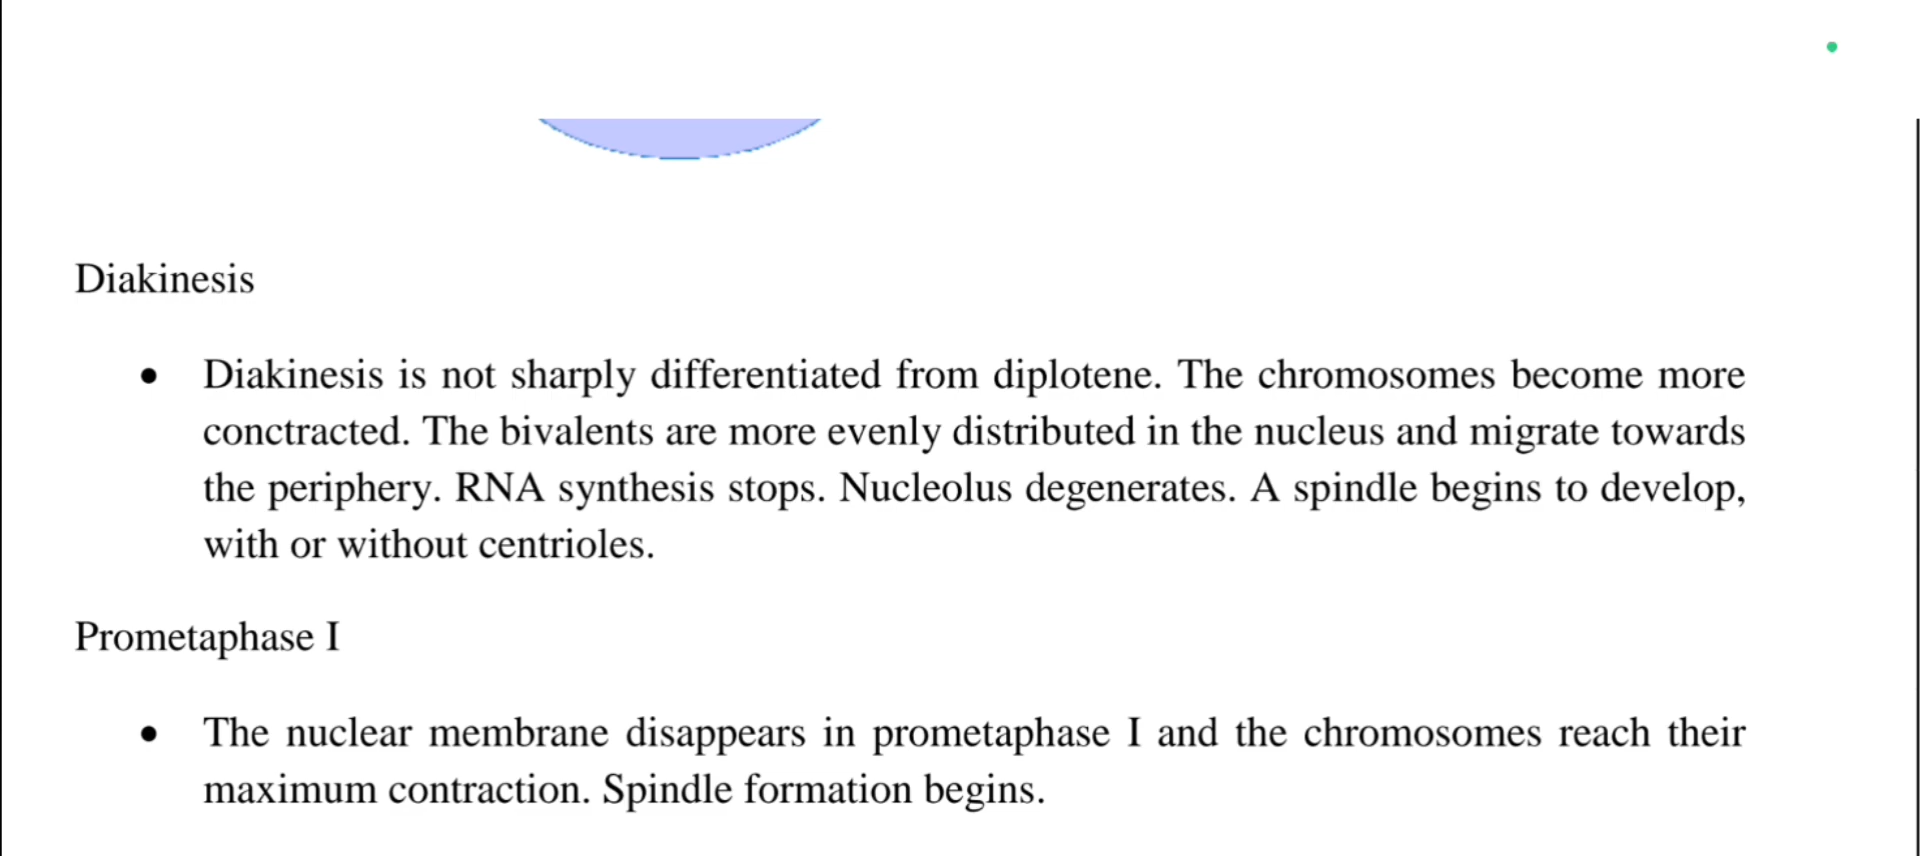 Diakinesis
• Diakinesis is not sharply differentiated from diplotene. The chromosomes become more
conctracted. The bivalents are more evenly distributed in the nucleus and migrate towards
the periphery. RNA synthesis stops. Nucleolus degenerates. A spindle begins to develop,
with or without centrioles.
Prometaphase I
• The nuclear membrane disappears in prometaphase I and the chromosomes reach their
maximum contraction. Spindle formation begins.